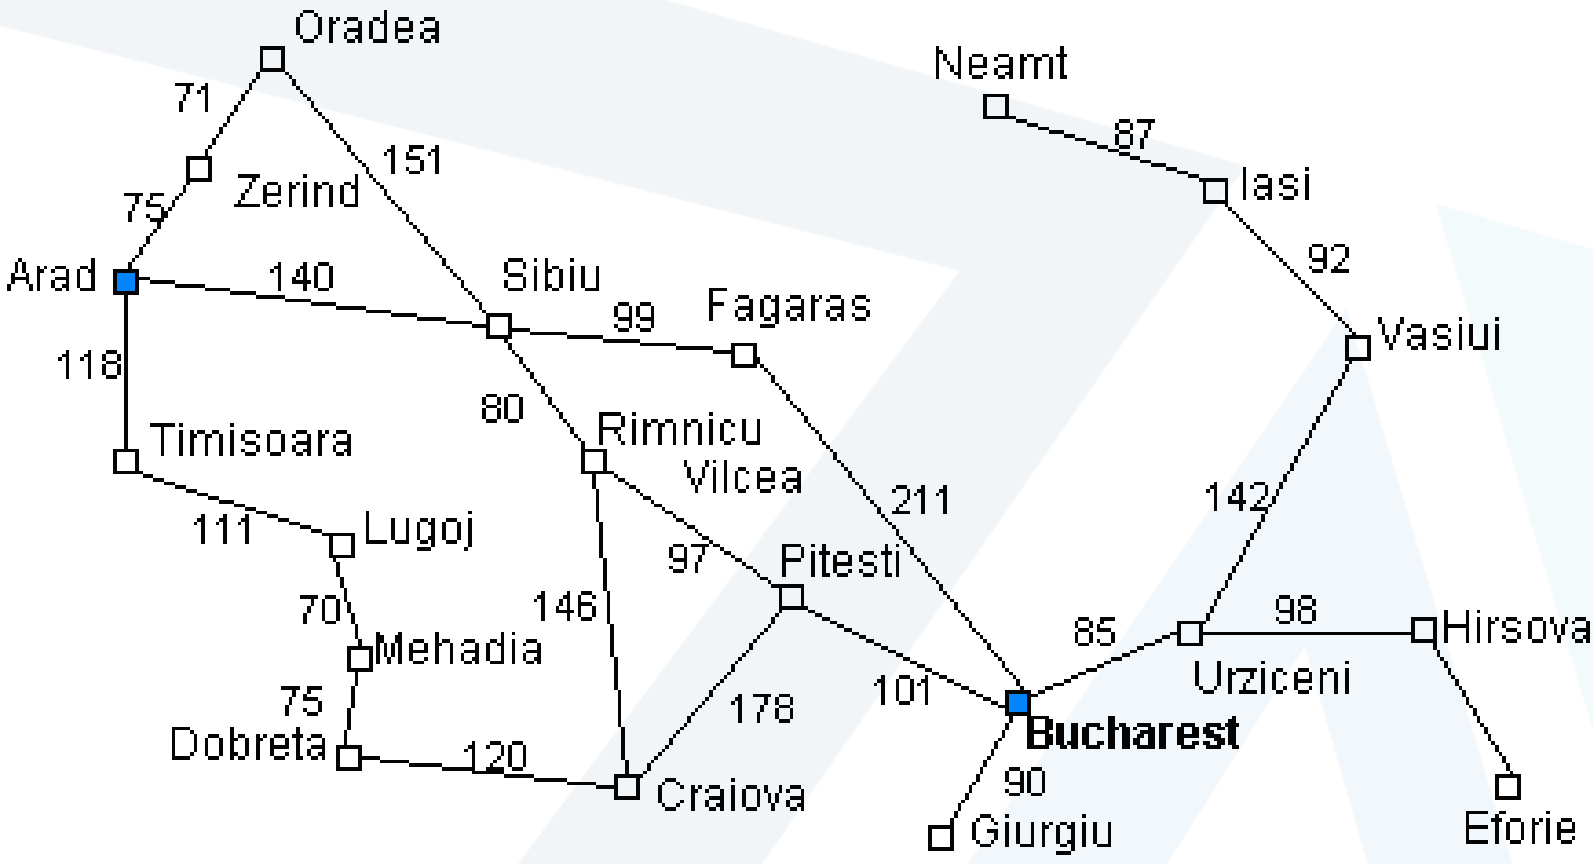 Oradea
Neamt
71
87
151
Zerind
Iasi
75
92
Arad
140
Sibiu
99
Fagaras
Vasiui
118
80
Rimnicu
Vilcea
Timisoara
211
142
111
Lugoj
97
Pitesti
70
146
85
98
Hirsova
Mehadia
Urziceni
75
178
101
Dobreta
120
Bucharest
Craiova
90
Giurgiu
Eforie